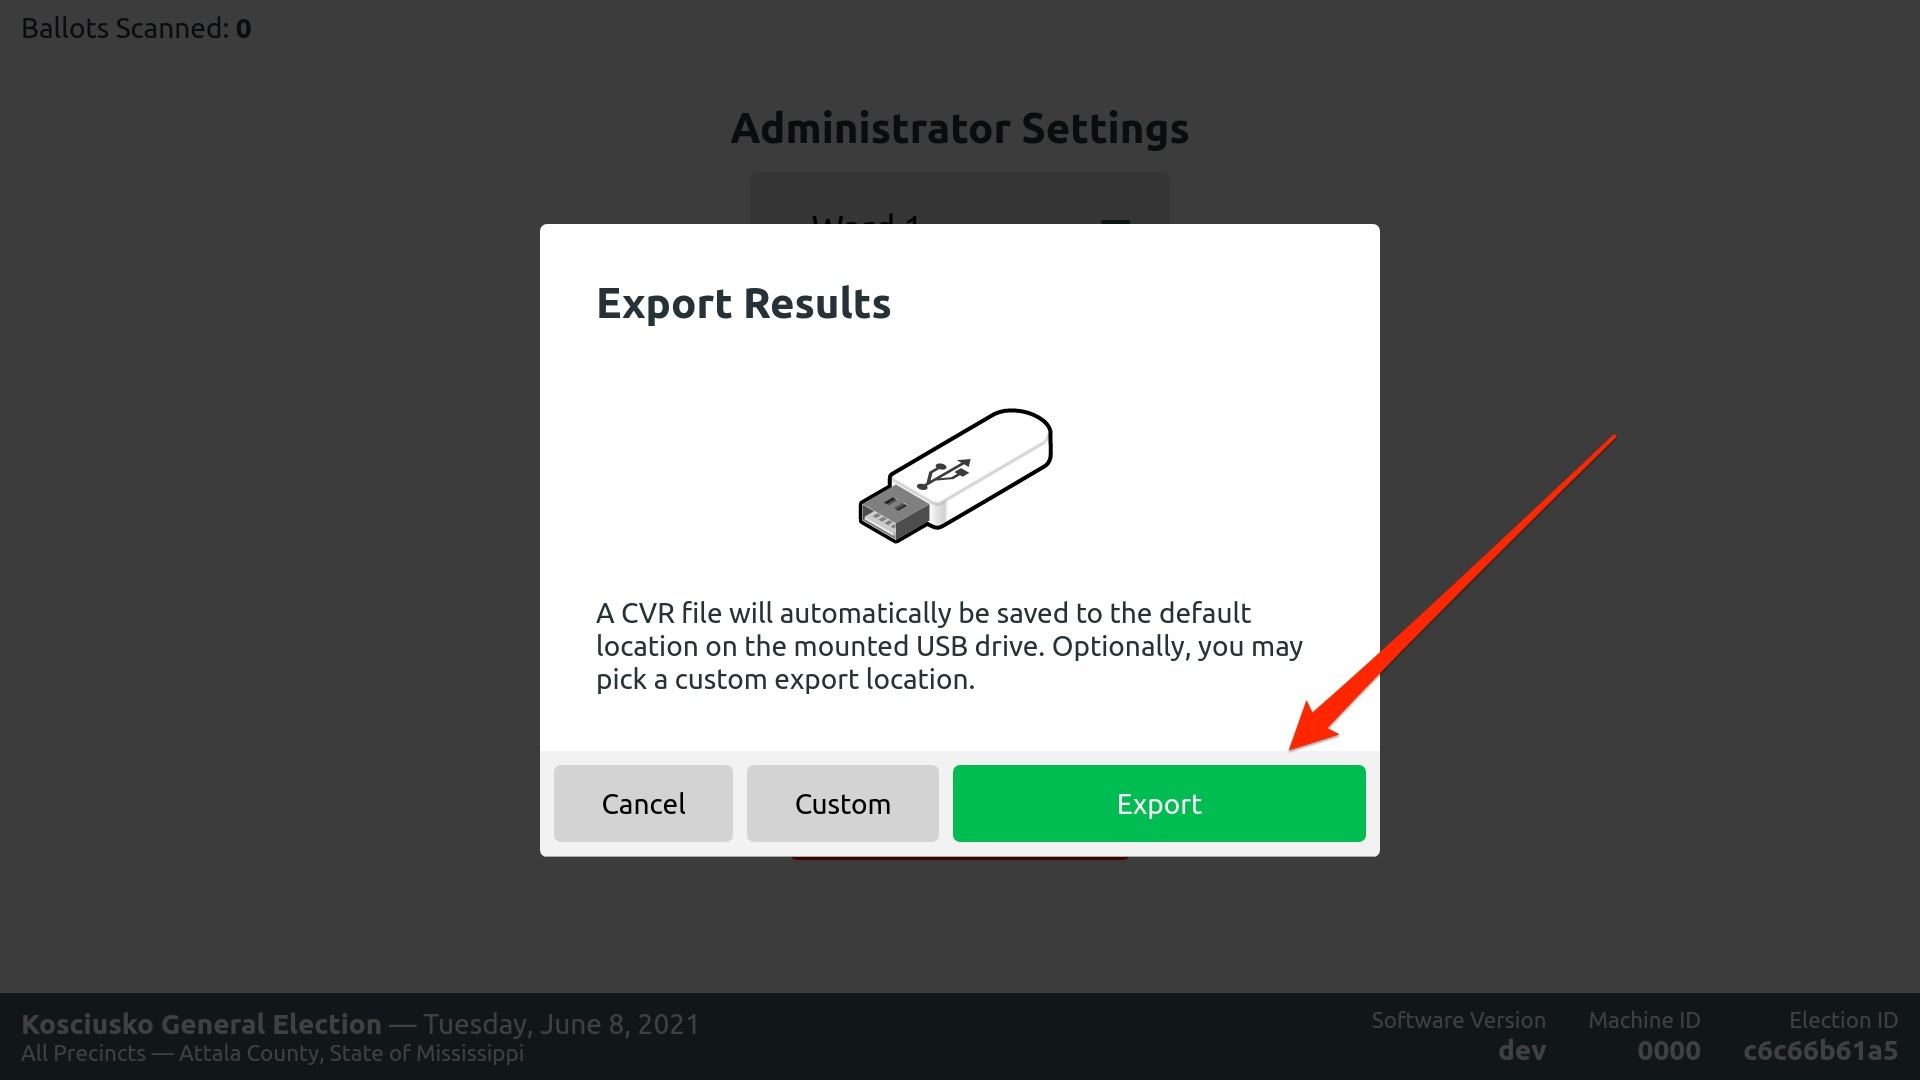 Ballots Scanned: 0
Administrator Settings
Ward 1
Export Results
A CVR file will automatically be saved to the default
location on the mounted USB drive. Optionally, you may
pick a custom export location.
Cancel
Custom
Export
Kosciusko General Election — Tuesday, June 8, 2021
All Precincts — Attala County, State of Mississippi
Software Version
dev
Machine ID
0000
Election ID
c6c66b61a5